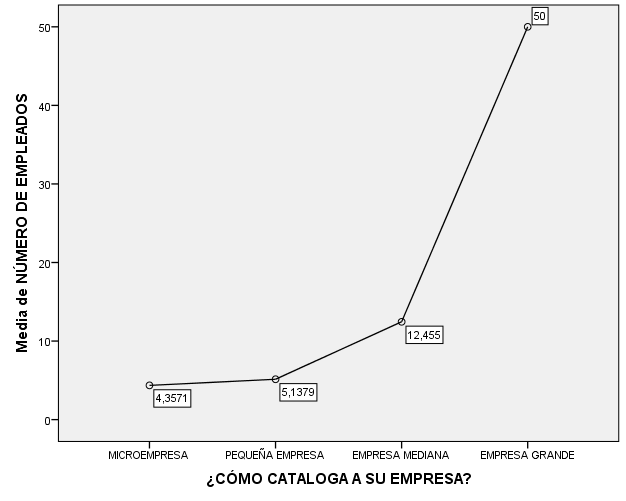 Media de NÚMERO DE EMPLEADOS
50
40
30
20
10
0
4,3571
5,1379
12,455
50
MICROEMPRESA
PEQUEÑA EMPRESA
EMPRESA MEDIANA
EMPRESA GRANDE
¿CÓMO CATALOGA A SU EMPRESA?